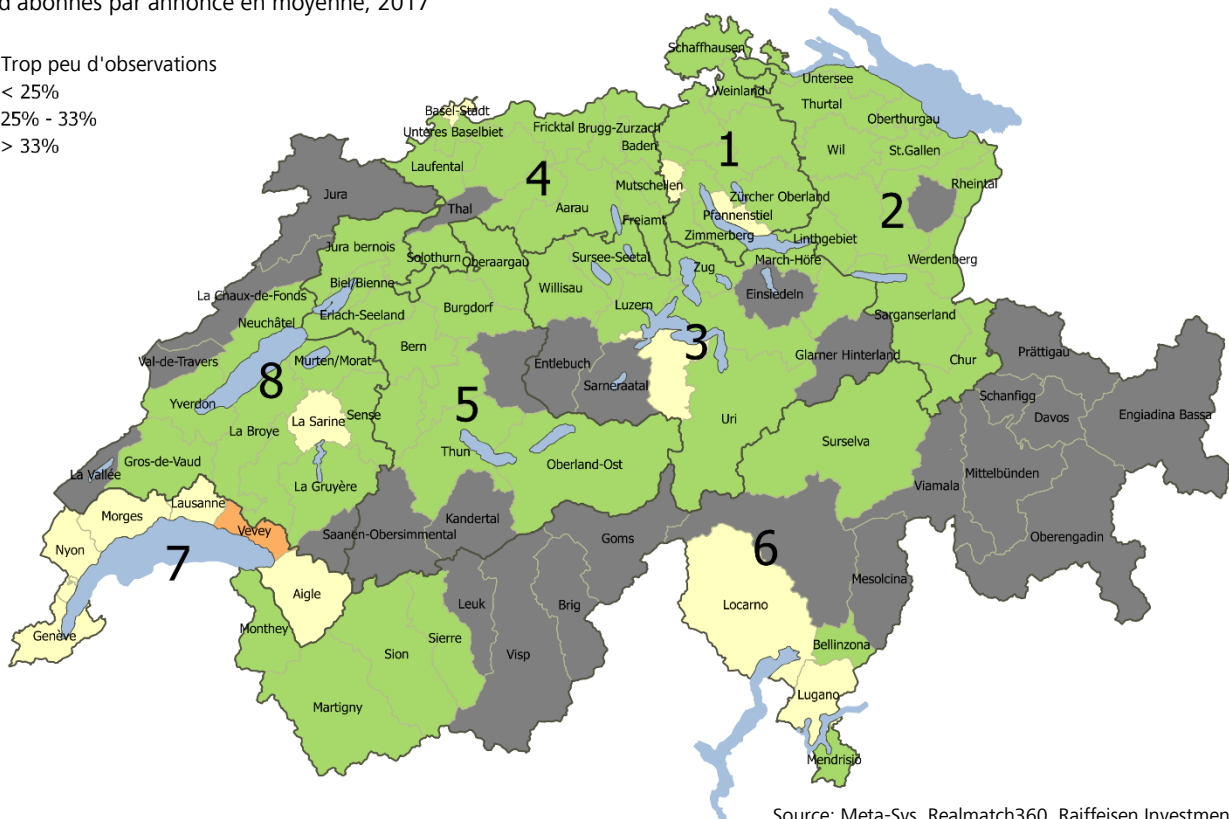 d'abonnés par annonce en moyenne, 2017
Trop peu d'observations
< 25%
25% - 33%
> 33%
Schaffhausen
Weinland
Untersee
Thurtal
Oberthurgau
Basel-Stadt
Unteres Baselbiet
Fricktal
Brugg-Zurzach
Baden
1
Wil
St.Gallen
Laufental
4
Mutschellen
Rheintal
Jura
Thal
Aarau
Freiamt
Zürcher Oberland
Pfannenstiel
2
Zimmerberg
Linthgebiet
Jura bernois
Solothurn
Oberaargau
Sursee-Seetal
Zug
March-Höfe
Werdenberg
Biel/Bienne
Willisau
Einsiedeln
La Chaux-de-Fonds
Erlach-Seeland
Burgdorf
Luzern
Sarganserland
Neuchâtel
Bern
3
Val-de-Travers
Murten/Morat
Entlebuch
Glarner Hinterland
Prättigau
Chur
8
Sarneraatal
Schanfigg
Yverdon
5
Davos
Engiadina Bassa
La Sarine
Sense
Uri
La Broye
Surselva
Thun
Gros-de-Vaud
Oberland-Ost
La Vallée
Mittelbünden
La Gruyère
Viamala
Lausanne
Morges
Kandertal
Vevey
Saanen-Obersimmental
Goms
Oberengadin
Nyon
7
6
Mesolcina
Aigle
Leuk
Brig
Locarno
Genève
Monthey
Sierre
Bellinzona
Sion
Visp
Lugano
Martigny
Mendrisio
Source: Meta-Sys, Realmatch360, Raiffeisen Investmen